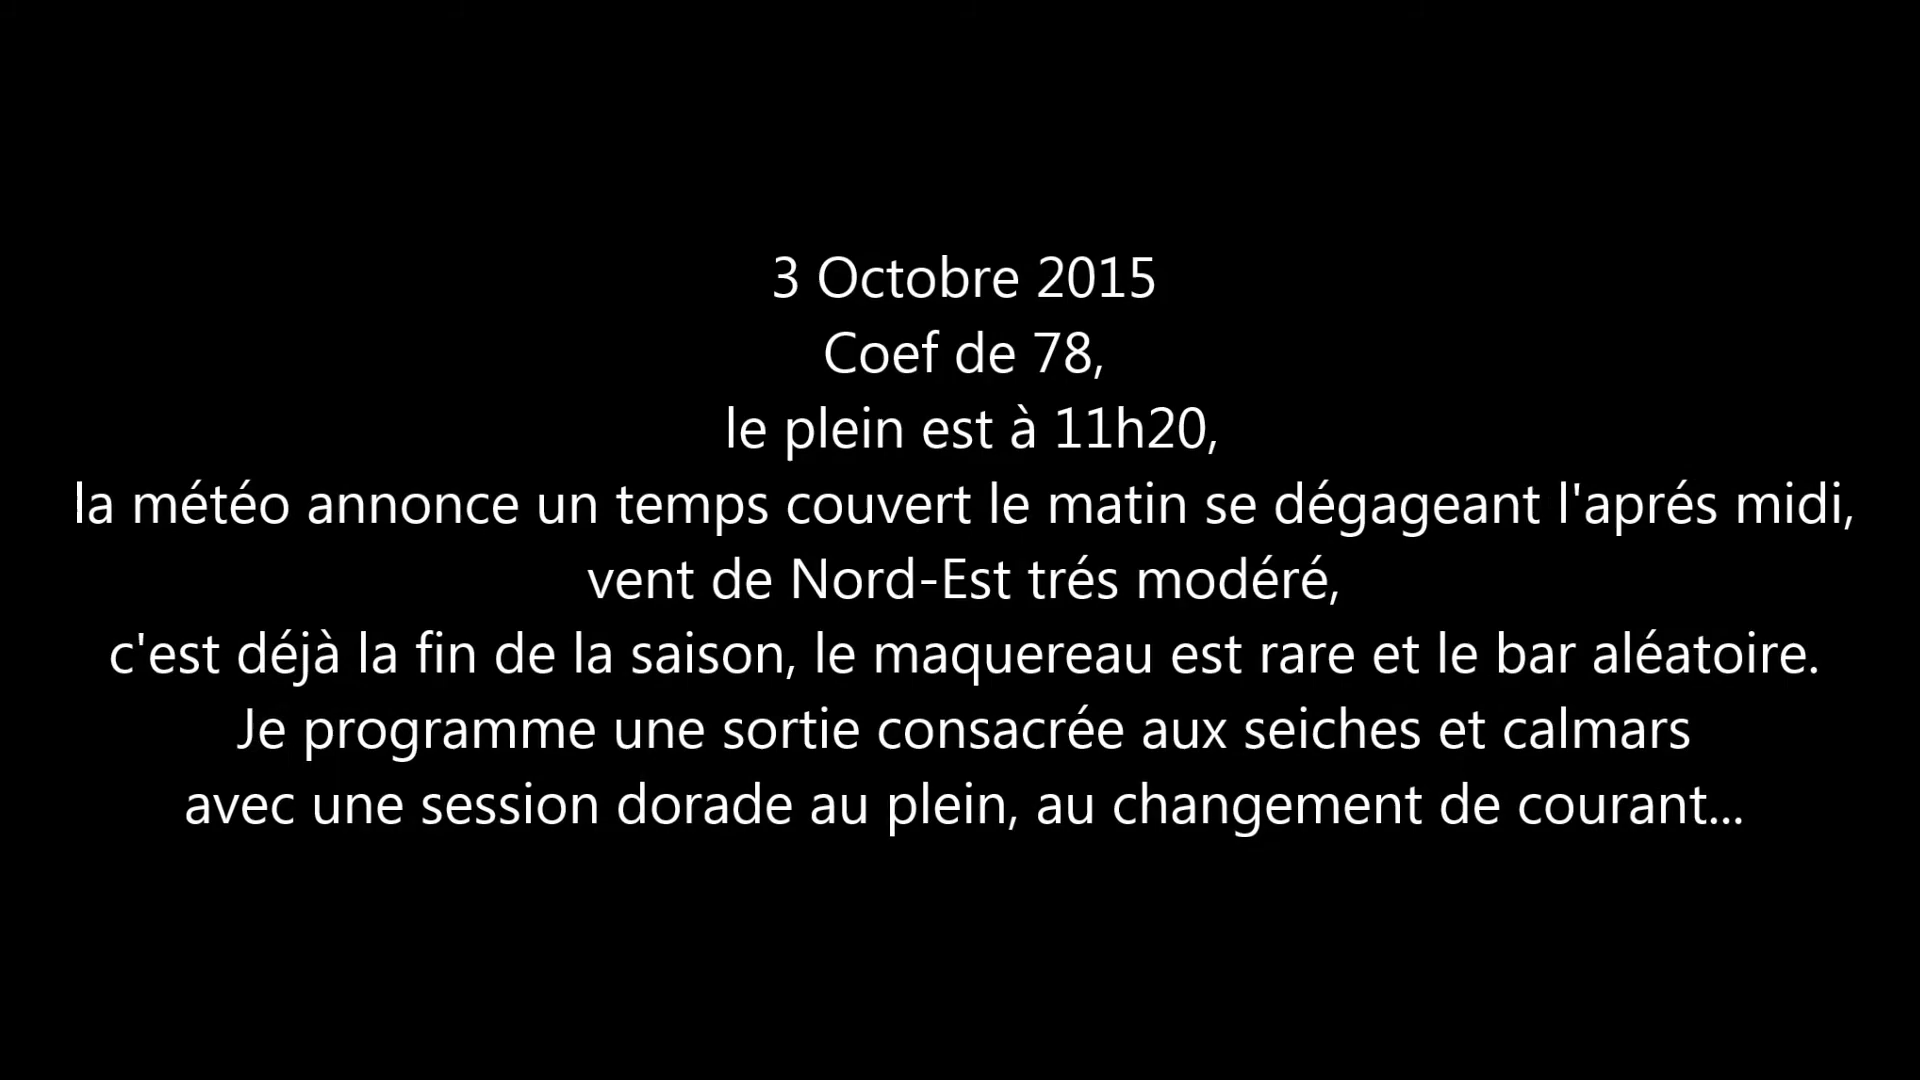 3 Octobre 2015
Coef de 78,
le plein est à 11h20,
la météo annonce un temps couvert le matin se dégageant l'aprés midi,
vent de Nord-Est trés modéré,
c'est déjà la fin de la saison, le maquereau est rare et le bar aléatoire.
Je programme une sortie consacrée aux seiches et calmars
avec une session dorade au plein, au changement de courant...